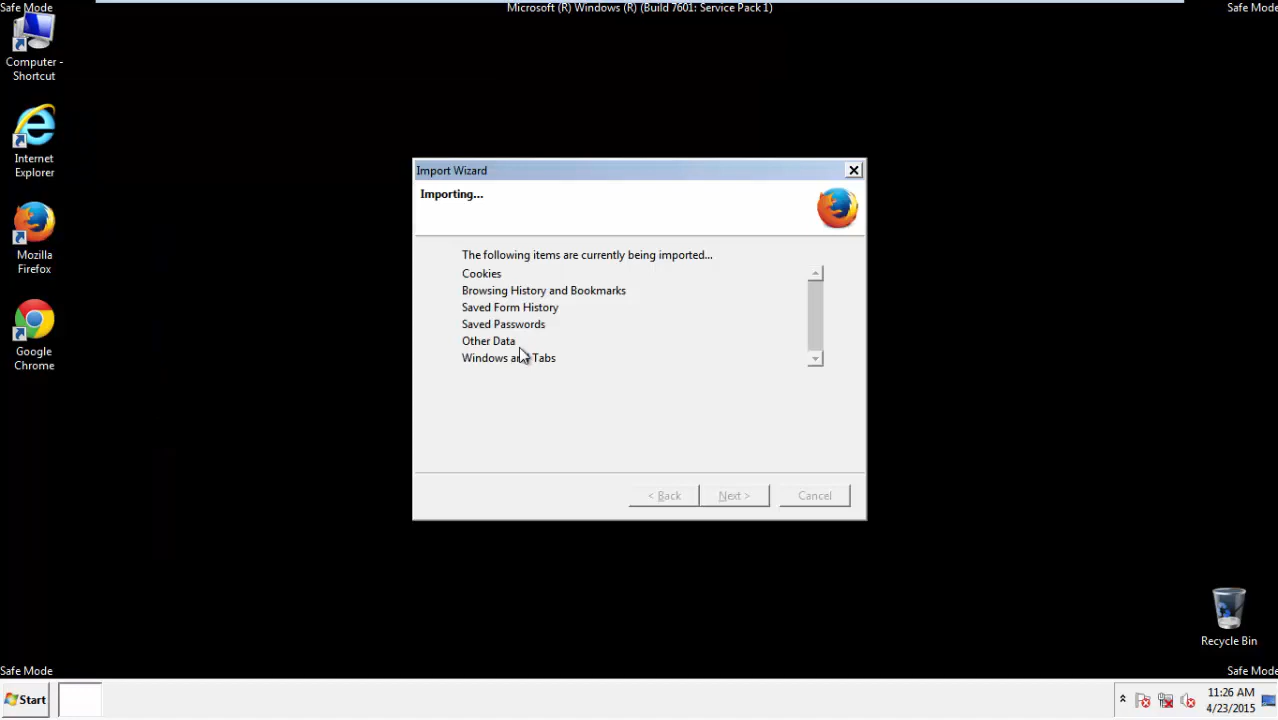 Safe Mode
Microsoft (R) Windows (R) (Build 7601: Service Pack 1)
Safe Mode
Computer -
Shortcut
Internet
Explorer
Mozilla
Firefox
Google
Chrome
Import Wizard
Importing...
The following items are currently being imported...
Cookies
Browsing History and Bookmarks
Saved Form History
Saved Passwords
Other Data
Windows and Tabs
< Back
Next >
Cancel
Recycle Bin
Safe Mode
Safe Mode
Start
11:26 AM
4/23/2015